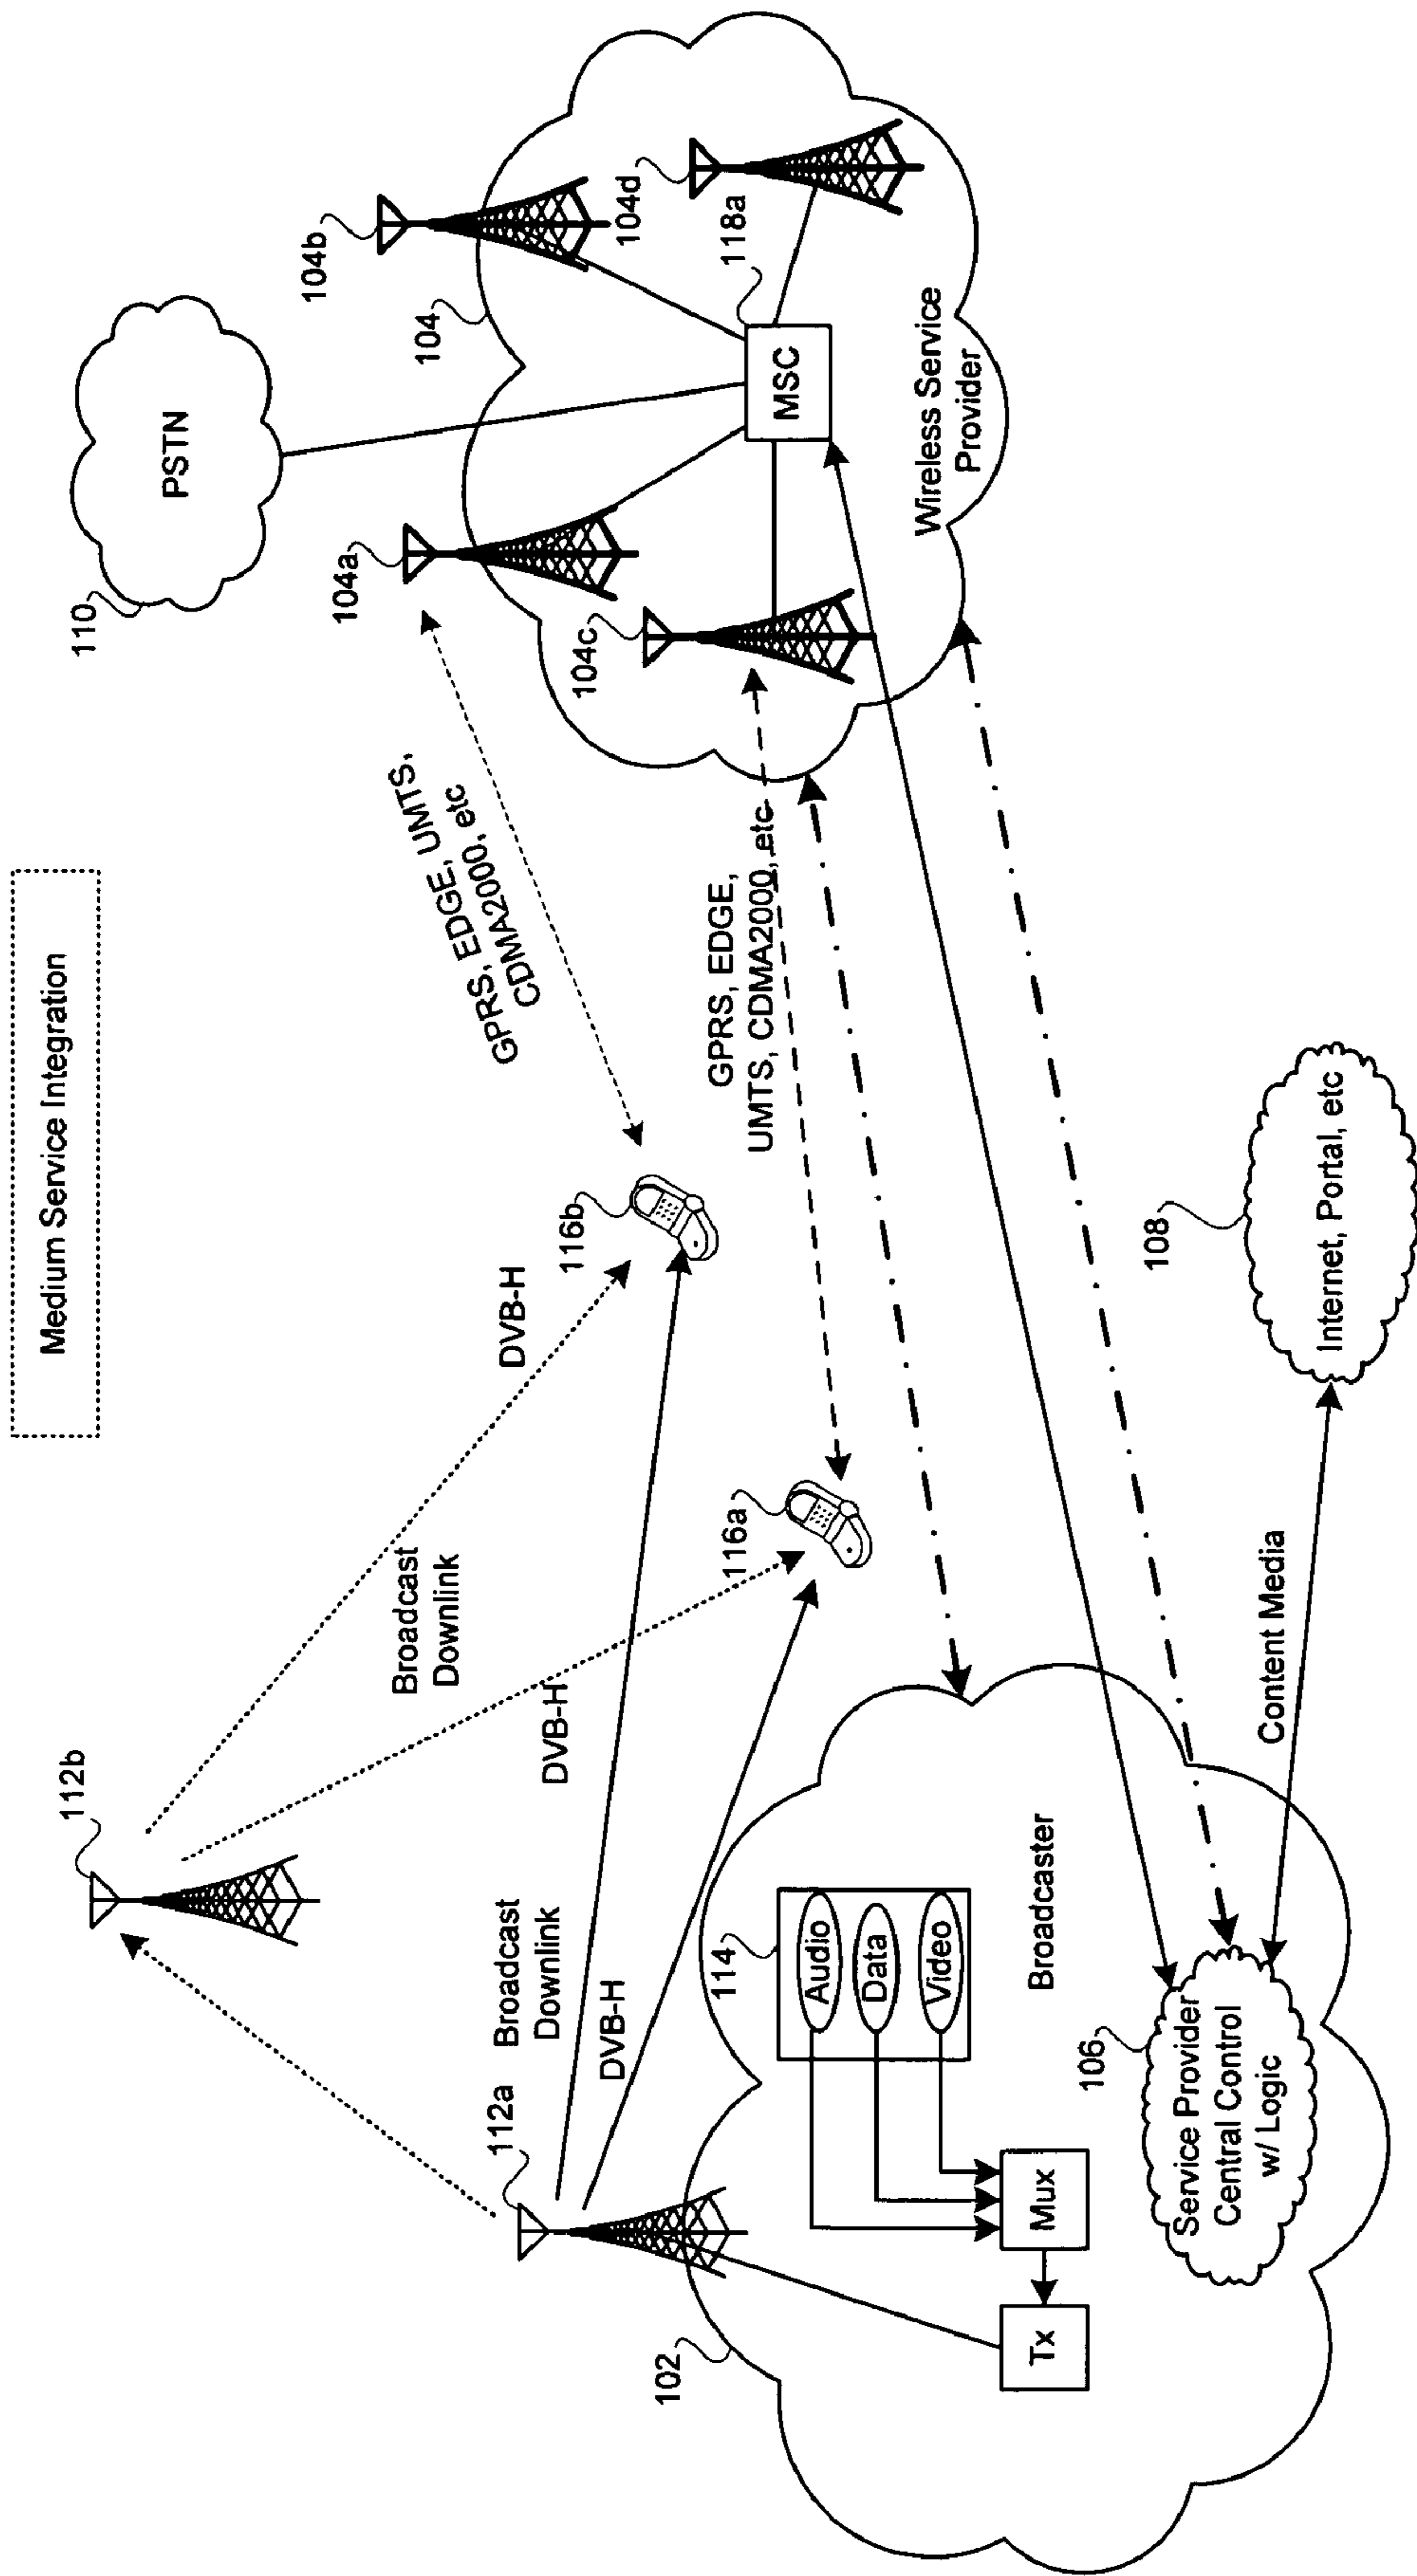 Medium Service Integration
112b
110
PSTN
104b
104
104a
104d
118a
104c
MSC
Wireless Service
Provider
GPRS, EDGE, UMTS,
CDMA2000, etc
GPRS, EDGE,
UMTS, CDMA2000, etc
116b
DVB-H
Broadcast
Downlink
116a
DVB-H
112a
Broadcast
Downlink
DVB-H
102
114
Audio
Data
Video
Mux
Tx
Broadcaster
106
Service Provider
Central Control
w/ Logic
Content Media
108
Internet, Portal, etc